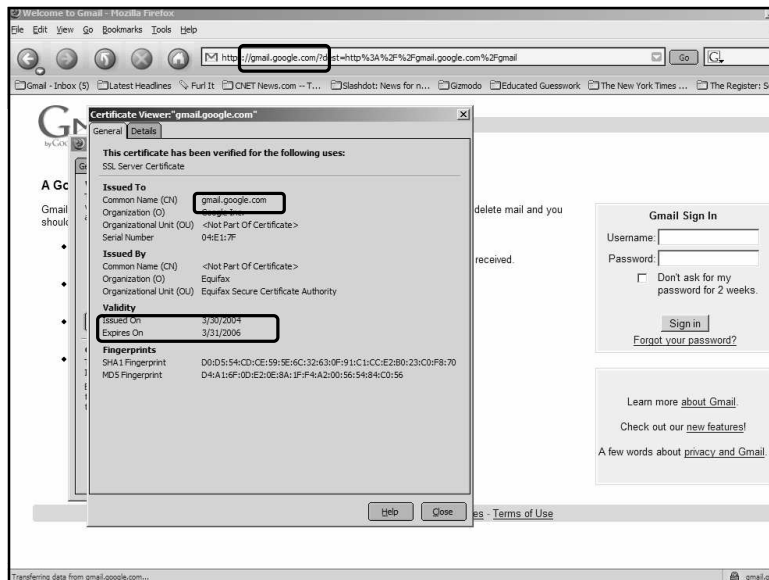 Welcome to Gmail - Mozilla Firefox
File Edit View Go Bookmarks Tools Help
https://gmail.google.com/?dest=http%3A%2F%2Fgmail.google.com%2Fgmail Go G
Gmail - Inbox (5) Latest Headlines Furl It CNET News.com -- T... Slashdot: News for n... Gizmodo Educated Guesswork The New York Times ... The Register: S
Certificate Viewer:"gmail.google.com"
General Details
This certificate has been verified for the following uses:
SSL Server Certificate
Issued To
Common Name (CN) gmail.google.com
Organization (O) Google Inc.
Organizational Unit (OU) <Not Part Of Certificate>
Serial Number 04:E1:7F
Issued By
Common Name (CN) <Not Part Of Certificate>
Organization (O) Equifax
Organizational Unit (OU) Equifax Secure Certificate Authority
Validity
Issued On 3/30/2004
Expires On 3/31/2006
Fingerprints
SHA1 Fingerprint D0:D5:54:CD:CE:59:5E:6C:32:63:0F:91:C1:CC:E2:B0:23:C0:F8:70
MD5 Fingerprint D4:A1:6F:0D:E2:0E:8A:1F:F4:A2:00:56:54:84:C0:56
Help Close
A Go
Gmail
delete mail and you
received.
Gmail Sign In
Username:
Password:
Don't ask for my
password for 2 weeks.
Sign in
Forgot your password?
Learn more about Gmail.
Check out our new features!
A few words about privacy and Gmail.
es - Terms of Use
Transferring data from gmail.google.com...